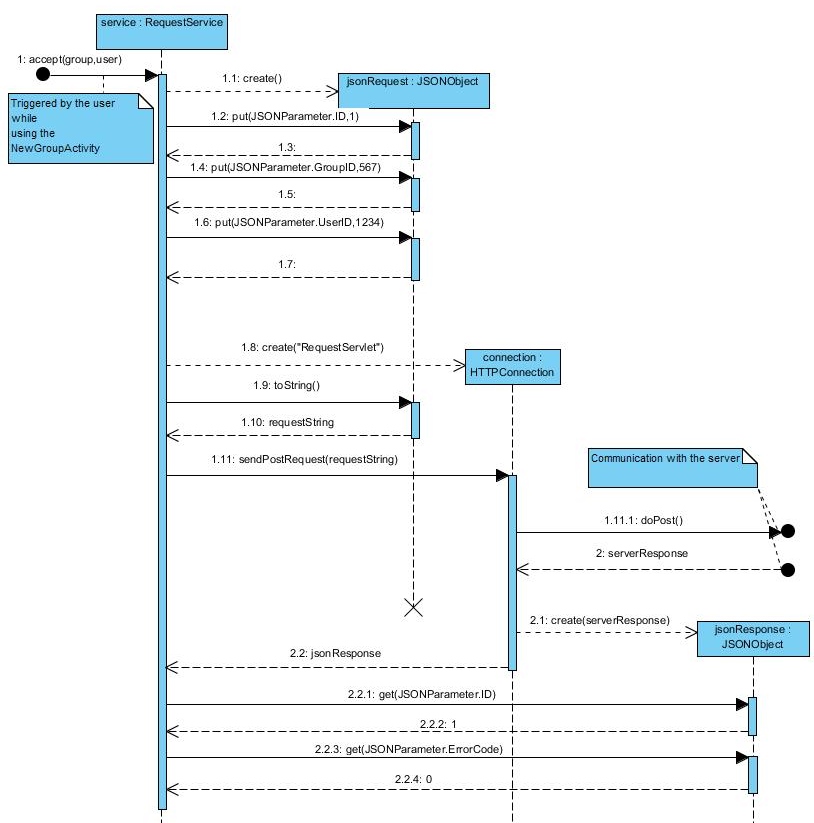 service : RequestService
1: accept(group,user)
1.1: create()
jsonRequest : JSONObject
Triggered by the user
while
using the
NewGroupActivity
1.2: put(JSONParameter.ID,1)
1.3:
1.4: put(JSONParameter.GroupID,567)
1.5:
1.6: put(JSONParameter.UserID,1234)
1.7:
1.8: create("RequestServlet")
connection :
HTTPConnection
1.9: toString()
1.10: requestString
1.11: sendPostRequest(requestString)
Communication with the server
1.11.1: doPost()
2: serverResponse
2.1: create(serverResponse)
jsonResponse :
JSONObject
2.2: jsonResponse
2.2.1: get(JSONParameter.ID)
2.2.2: 1
2.2.3: get(JSONParameter.ErrorCode)
2.2.4: 0